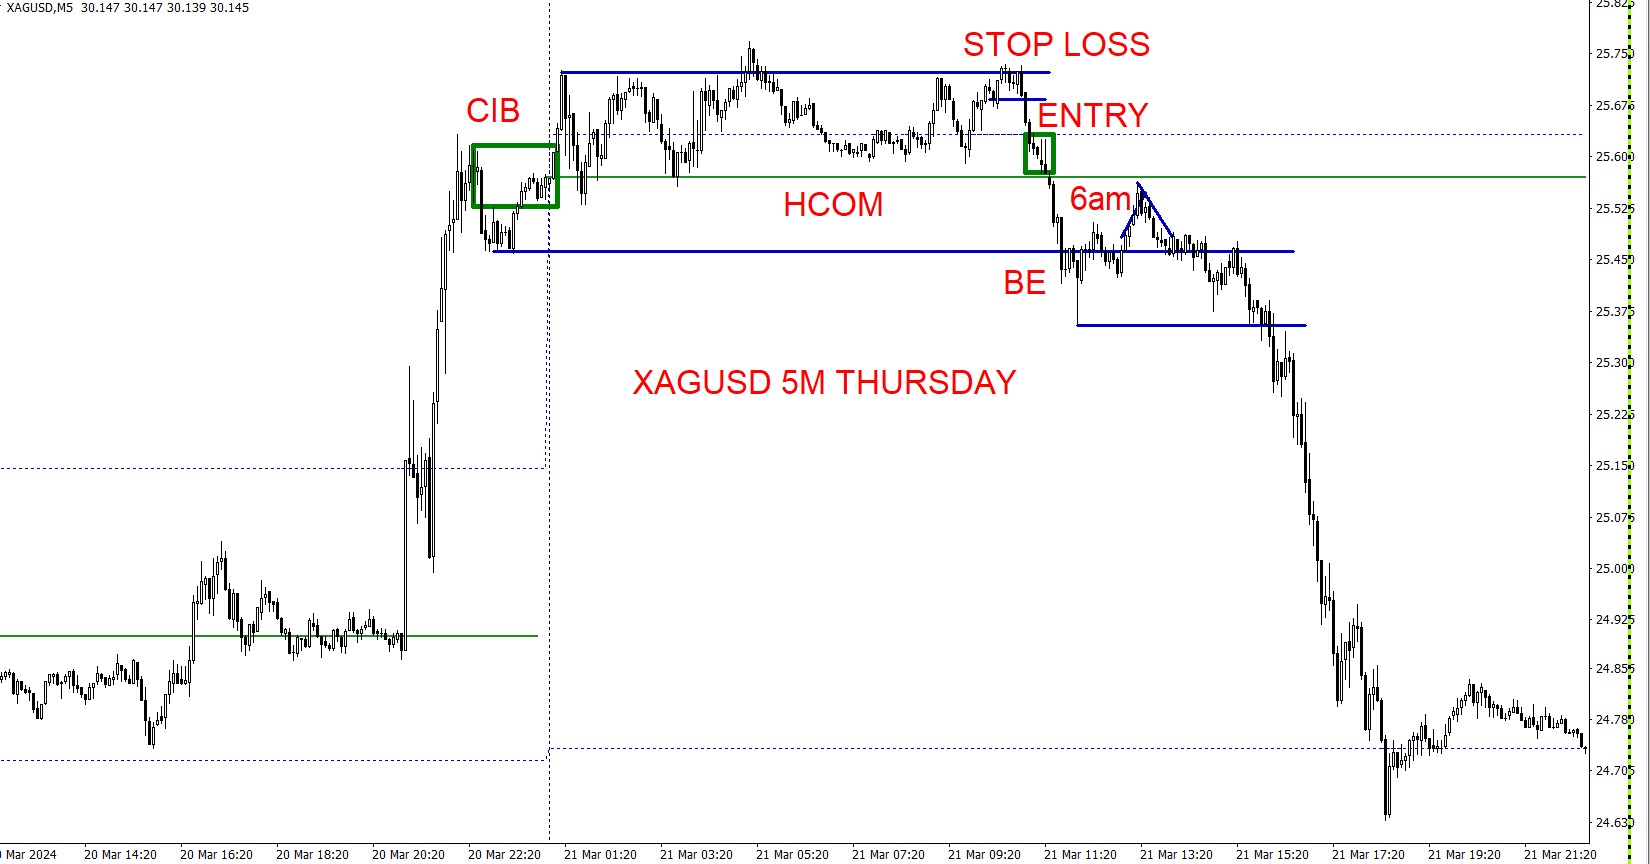 XAGUSD,M5 30.147 30.147 30.139 30.145
STOP LOSS
CIB
ENTRY
6am
HCOM
BE
XAGUSD 5M THURSDAY
25.825
25.750
25.675
25.600
25.525
25.450
25.375
25.300
25.225
25.150
25.075
25.000
24.925
24.855
24.780
24.705
24.630
Mar 2024
20 Mar 14:20
20 Mar 16:20
20 Mar 18:20
20 Mar 20:20
20 Mar 22:20
21 Mar 01:20
21 Mar 03:20
21 Mar 05:20
21 Mar 07:20
21 Mar 09:20
21 Mar 11:20
21 Mar 13:20
21 Mar 15:20
21 Mar 17:20
21 Mar 19:20
21 Mar 21:20